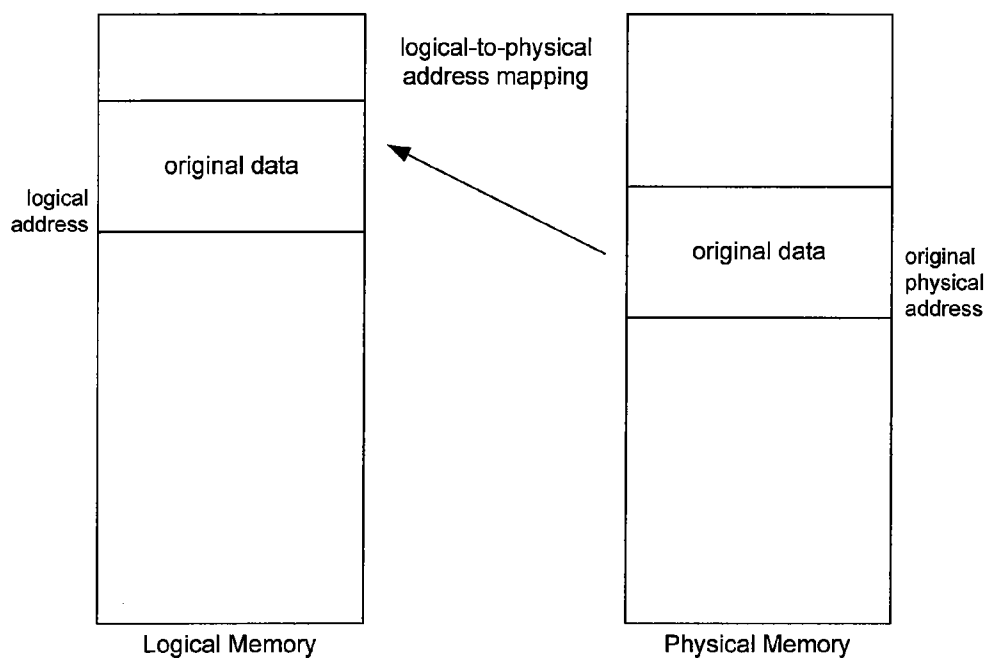 logical-to-physical
address mapping
original data
logical
address
original data
original
physical
address
Logical Memory
Physical Memory